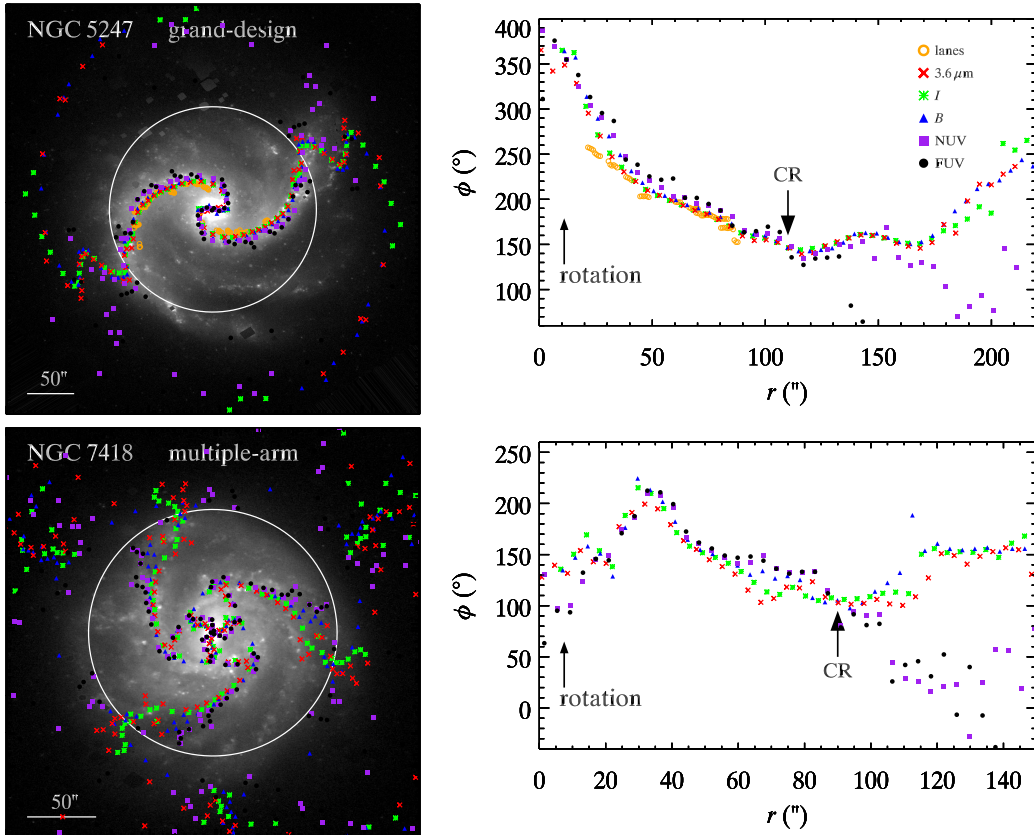 NGC 5247 grand-design
50"
400
350
300
250
200
150
100
ϕ (°)
lanes
3.6 μm
I
B
NUV
FUV
CR
rotation
0 50 100 150 200
r (")
NGC 7418 multiple-arm
50"
250
200
150
100
50
0
ϕ (°)
CR
rotation
0 20 40 60 80 100 120 140
r (")